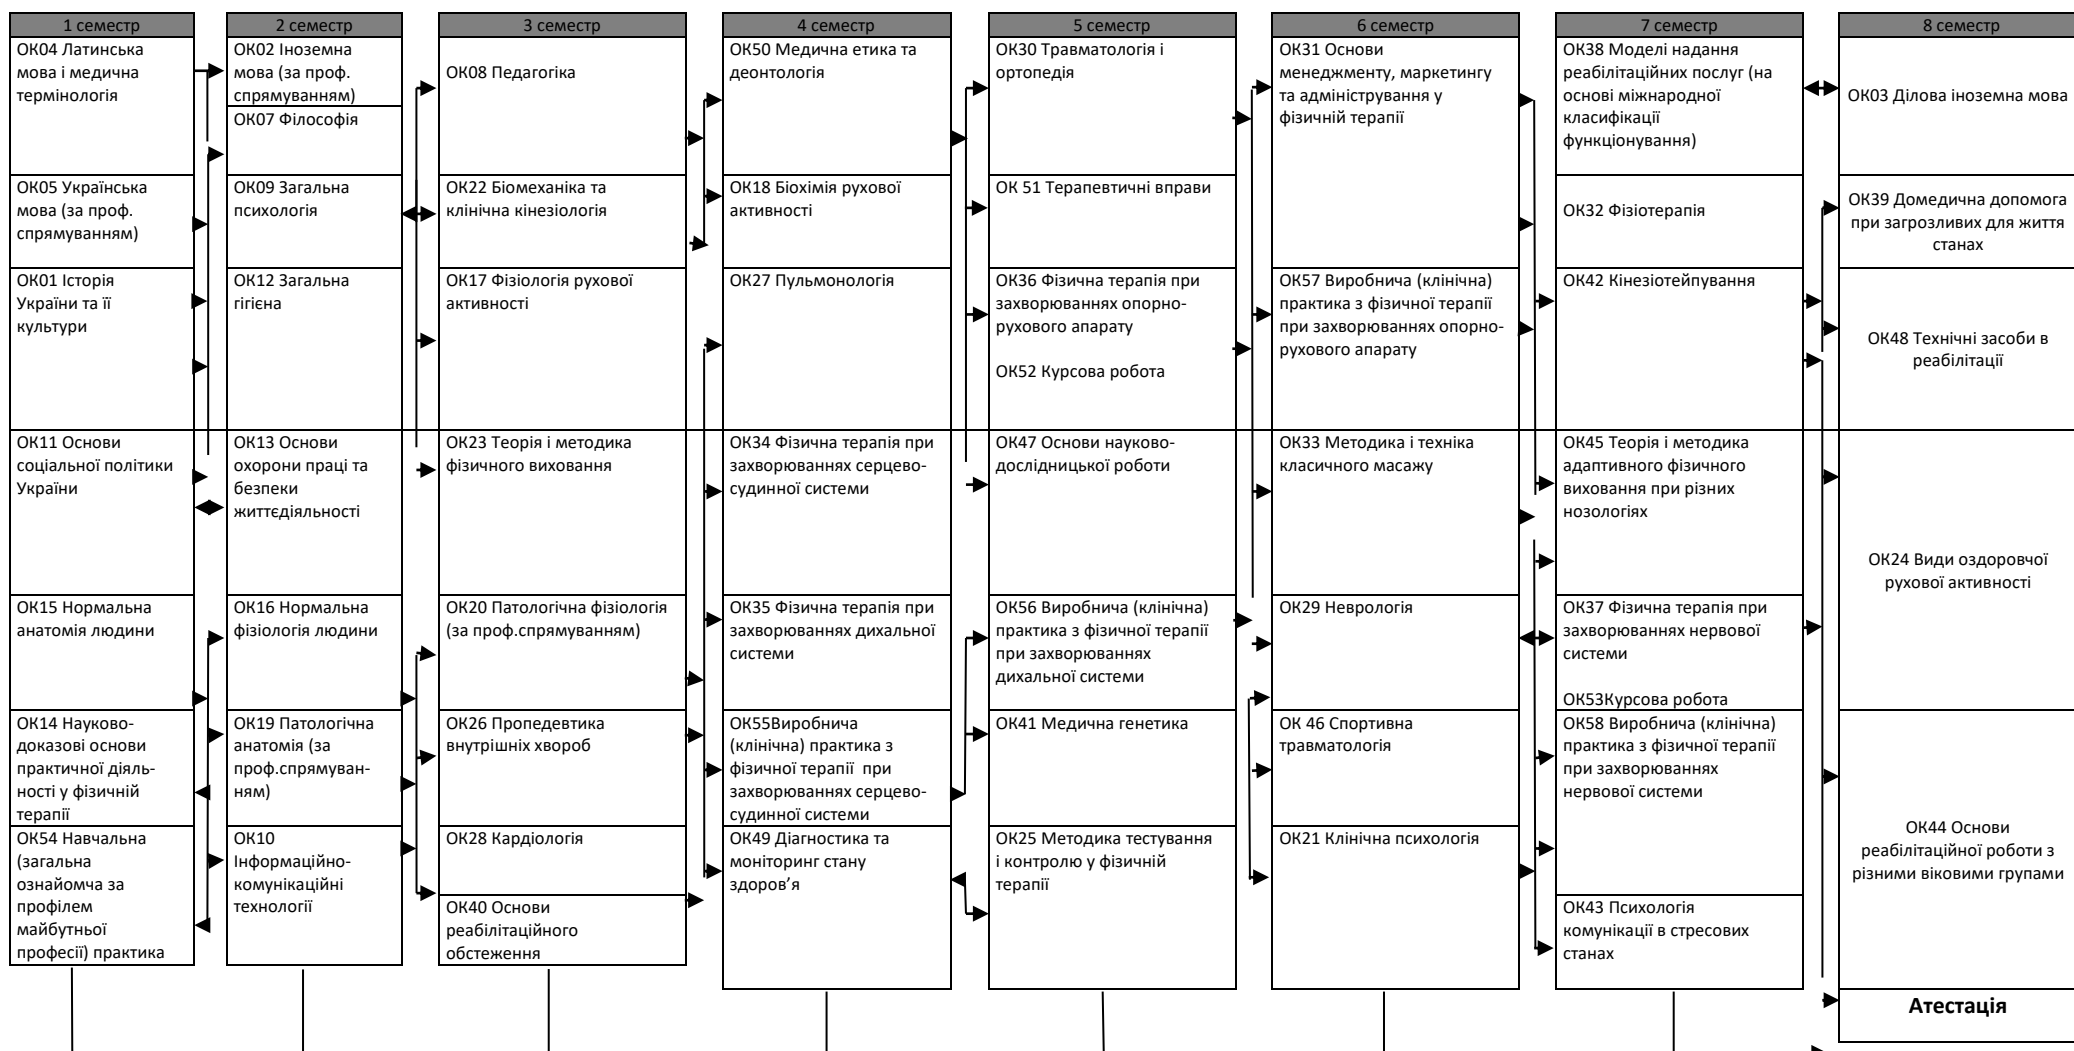 1 семестр
ОК04 Латинська
мова і медична
термінологія
ОК05 Українська
мова (за проф.
спрямуванням)
ОК01 Історія
України та її
культури
ОК11 Основи
соціальної політики
України
ОК15 Нормальна
анатомія людини
ОК14 Науково-
доказові основи
практичної діяль-
ності у фізичній
терапії
ОК54 Навчальна
(загальна
ознайомча за
профілем
майбутньої
професії) практика
2 семестр
ОК02 Іноземна
мова (за проф.
спрямуванням)
ОК07 Філософія
ОК09 Загальна
психологія
ОК12 Загальна
гігієна
ОК13 Основи
охорони праці та
безпеки
життєдіяльності
ОК16 Нормальна
фізіологія людини
ОК19 Патологічна
анатомія (за
проф.спрямуван-
ням)
ОК10
Інформаційно-
комунікаційні
технології
3 семестр
ОК08 Педагогіка
ОК22 Біомеханіка та
клінічна кінезіологія
ОК17 Фізіологія рухової
активності
ОК23 Теорія і методика
фізичного виховання
ОК20 Патологічна фізіологія
(за проф.спрямуванням)
ОК26 Пропедевтика
внутрішніх хвороб
ОК28 Кардіологія
ОК40 Основи
реабілітаційного
обстеження
4 семестр
ОК50 Медична етика та
деонтологія
ОК18 Біохімія рухової
активності
ОК27 Пульмонологія
ОК34 Фізична терапія при
захворюваннях серцево-
судинної системи
ОК35 Фізична терапія при
захворюваннях дихальної
системи
ОК55Виробнича
(клінічна) практика з
фізичної терапії при
захворюваннях серцево-
судинної системи
ОК49 Діагностика та
моніторинг стану
здоров’я
5 семестр
ОК30 Травматологія і
ортопедія
ОК 51 Терапевтичні вправи
ОК36 Фізична терапія при
захворюваннях опорно-
рухового апарату
ОК52 Курсова робота
ОК47 Основи науково-
дослідницької роботи
ОК56 Виробнича (клінічна)
практика з фізичної терапії
при захворюваннях
дихальної системи
ОК41 Медична генетика
ОК25 Методика тестування
і контролю у фізичній
терапії
6 семестр
ОК31 Основи
менеджменту, маркетингу
та адміністрування у
фізичній терапії
ОК57 Виробнича (клінічна)
практика з фізичної терапії
при захворюваннях опорно-
рухового апарату
ОК33 Методика і техніка
класичного масажу
ОК29 Неврологія
ОК 46 Спортивна
травматологія
ОК21 Клінічна психологія
7 семестр
ОК38 Моделі надання
реабілітаційних послуг (на
основі міжнародної
класифікації
функціонування)
ОК32 Фізіотерапія
ОК42 Кінезіотейпування
ОК45 Теорія і методика
адаптивного фізичного
виховання при різних
нозологіях
ОК37 Фізична терапія при
захворюваннях нервової
системи
ОК53Курсова робота
ОК58 Виробнича (клінічна)
практика з фізичної терапії
при захворюваннях
нервової системи
ОК43 Психологія
комунікації в стресових
станах
8 семестр
ОК03 Ділова іноземна мова
ОК39 Домедична допомога
при загрозливих для життя
станах
ОК48 Технічні засоби в
реабілітації
ОК24 Види оздоровчої
рухової активності
ОК44 Основи
реабілітаційної роботи з
різними віковими групами
Атестація